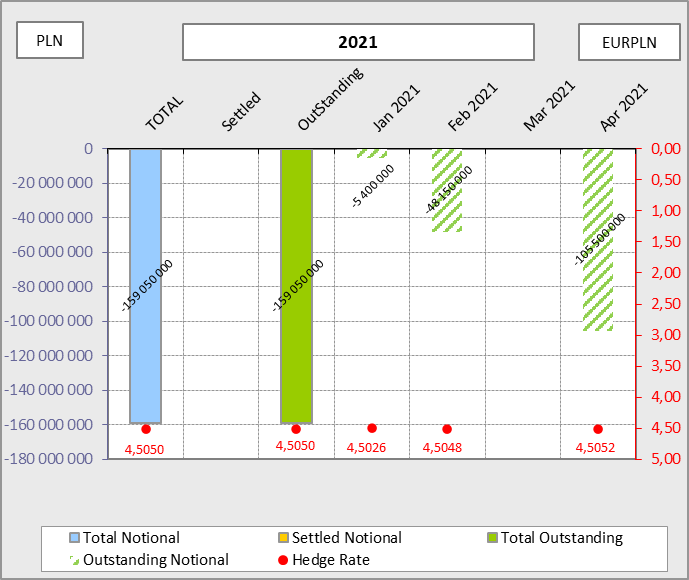 PLN 2021 EURPLN
TOTAL Settled OutStanding Jan 2021 Feb 2021 Mar 2021 Apr 2021
0 0,00
-20 000 000 0,50
-40 000 000 1,00
-60 000 000 1,50
-80 000 000 2,00
-100 000 000 2,50
-120 000 000 3,00
-140 000 000 3,50
-160 000 000 4,00
-180 000 000 4,50
5,00
-159 050 000 -159 050 000 -5 400 000 -48 150 000 -105 500 000
4,5050 4,5050 4,5026 4,5048 4,5052
Total Notional Settled Notional Total Outstanding
Outstanding Notional Hedge Rate